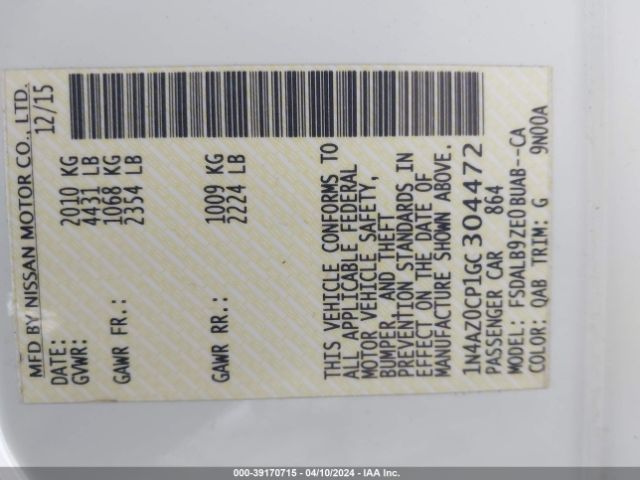 MFD BY NISSAN MOTOR CO., LTD.
DATE: 12/15
GVWR: 2010 KG
4431 LB
GAWR FR.: 1068 KG
2354 LB
GAWR RR.: 1009 KG
2224 LB
THIS VEHICLE CONFORMS TO
ALL APPLICABLE FEDERAL
MOTOR VEHICLE SAFETY,
BUMPER, AND THEFT
PREVENTION STANDARDS IN
EFFECT ON THE DATE OF
MANUFACTURE SHOWN ABOVE.
1N4AZ0CP1GC304472
PASSENGER CAR 864
MODEL: FSDALB9ZE0BUAB--CA
COLOR: QAB TRIM: G 9N00A
000-39170715 - 04/10/2024 - IAA Inc.